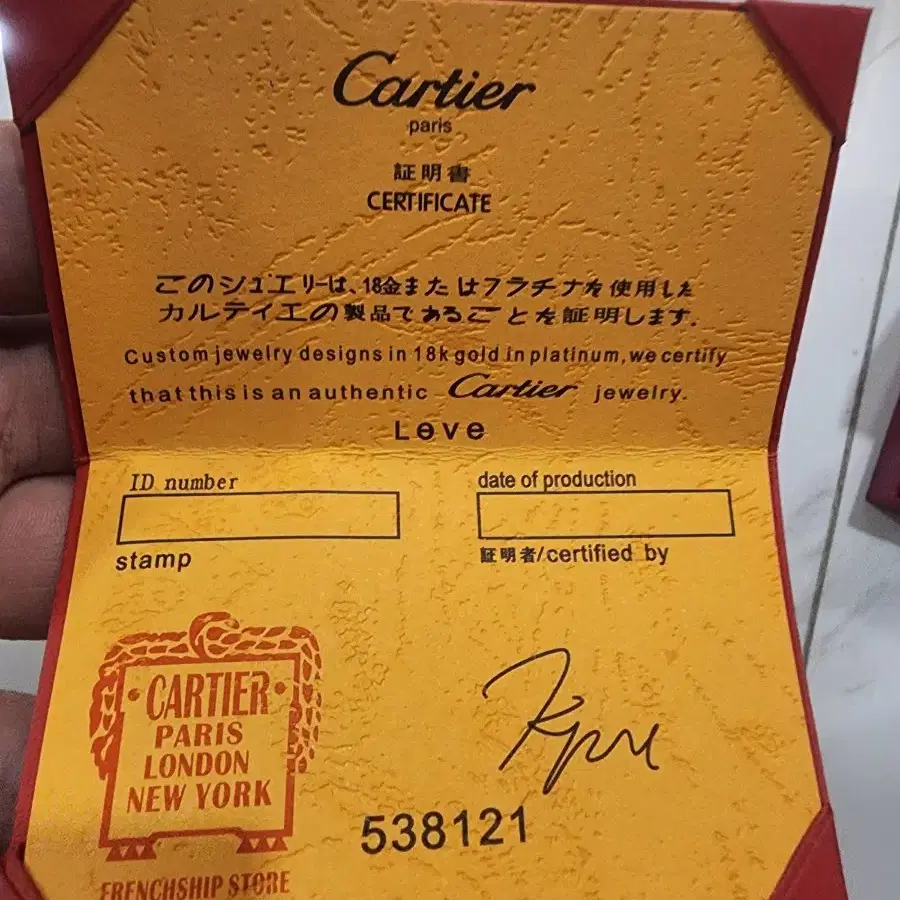 Cartier
paris
証明書
CERTIFICATE
このジュエリーは、18金またはプラチナを使用した
カルティエの製品であることを証明します.
Custom jewelry designs in 18k gold in platinum, we certify
that this is an authentic Cartier jewelry.
Love
ID number
date of production
stamp
証明者/certified by
CARTIER
PARIS
LONDON
NEW YORK
538121
FRENCHSHIP STORE